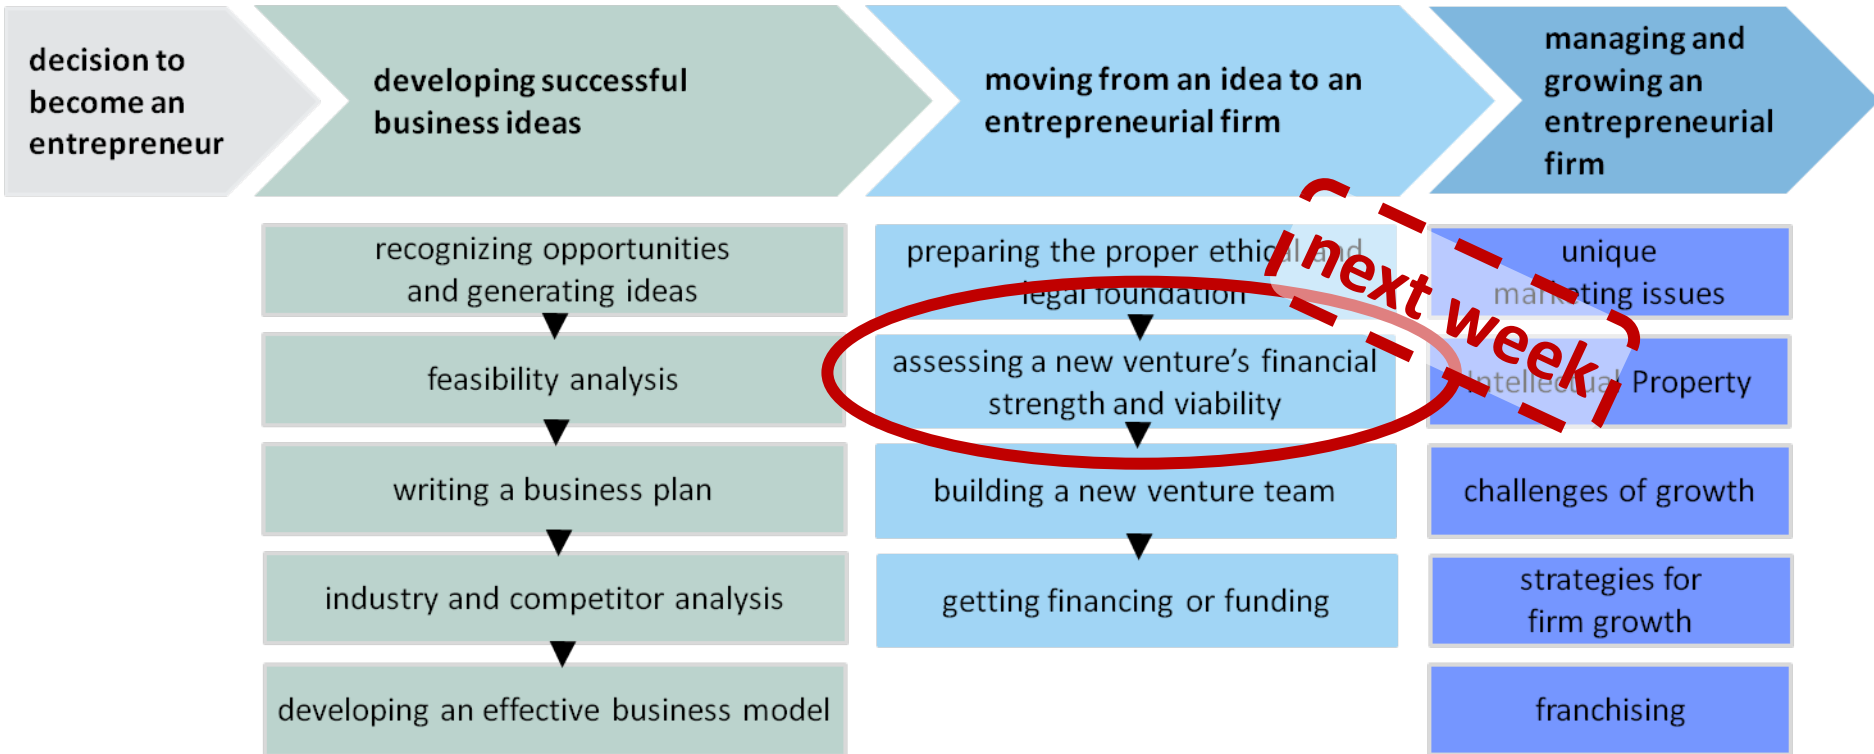 decision to
become an
entrepreneur
developing successful
business ideas
moving from an idea to an
entrepreneurial firm
managing and
growing an
entrepreneurial
firm
recognizing opportunities
and generating ideas
feasibility analysis
writing a business plan
industry and competitor analysis
developing an effective business model
preparing the proper ethical and
legal foundation
assessing a new venture's financial
strength and viability
building a new venture team
getting financing or funding
next week
unique
marketing issues
Intellectual Property
challenges of growth
strategies for
firm growth
franchising